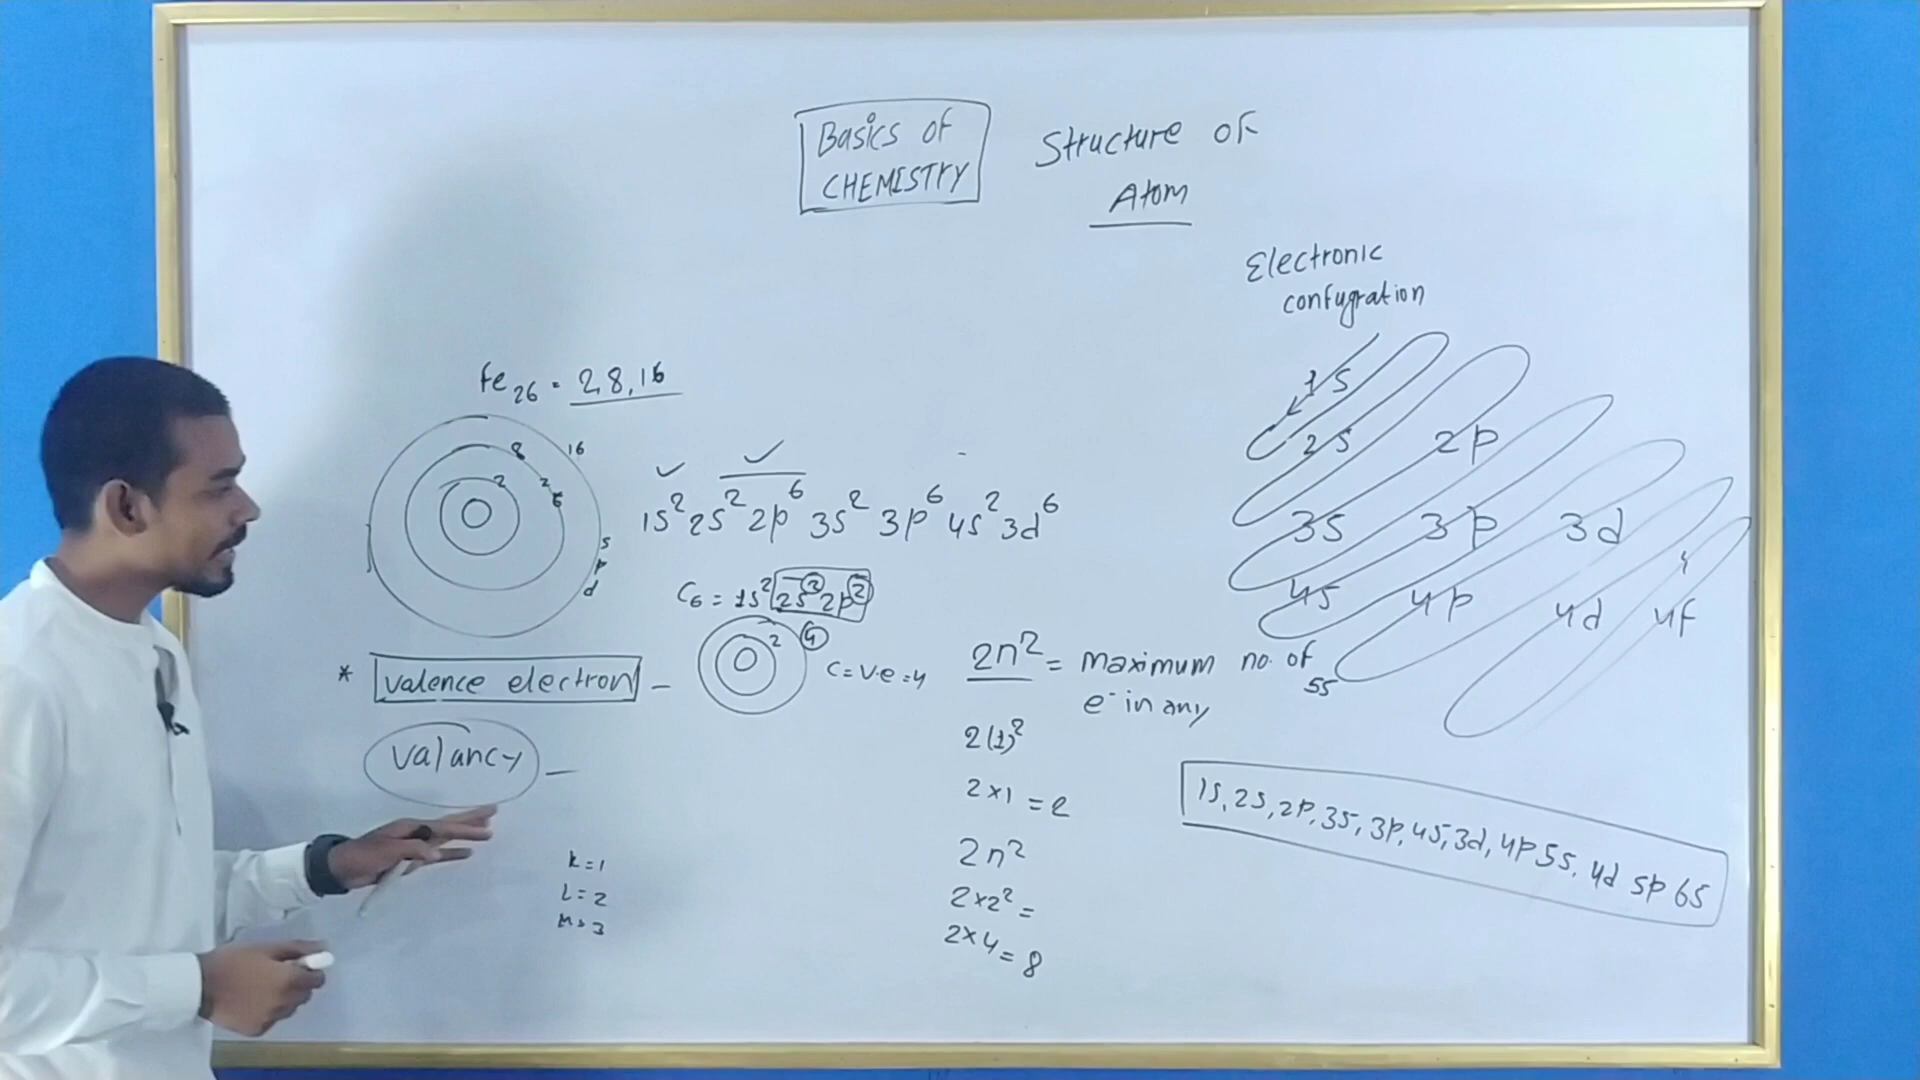 Basics of
CHEMISTRY
Structure of
Atom
Electronic
confugration
1s
2s 2p
3s 3p 3d
4s 4p 4d 4f
5s
Fe26 = 2,8,16
2 8 16
2 6
s
p
d
1s² 2s² 2p⁶ 3s² 3p⁶ 4s² 3d⁶
C6 = 1s² 2s² 2p²
2 4
C = v.e = 4
* valence electron –
valancy –
K = 1
L = 2
M = 3
2n² = maximum no. of
e⁻ in any
2(1)²
2×1 = 2
2n²
2×2² =
2×4 = 8
1s, 2s, 2p, 3s, 3p, 4s, 3d, 4p 5s, 4d 5p 6s